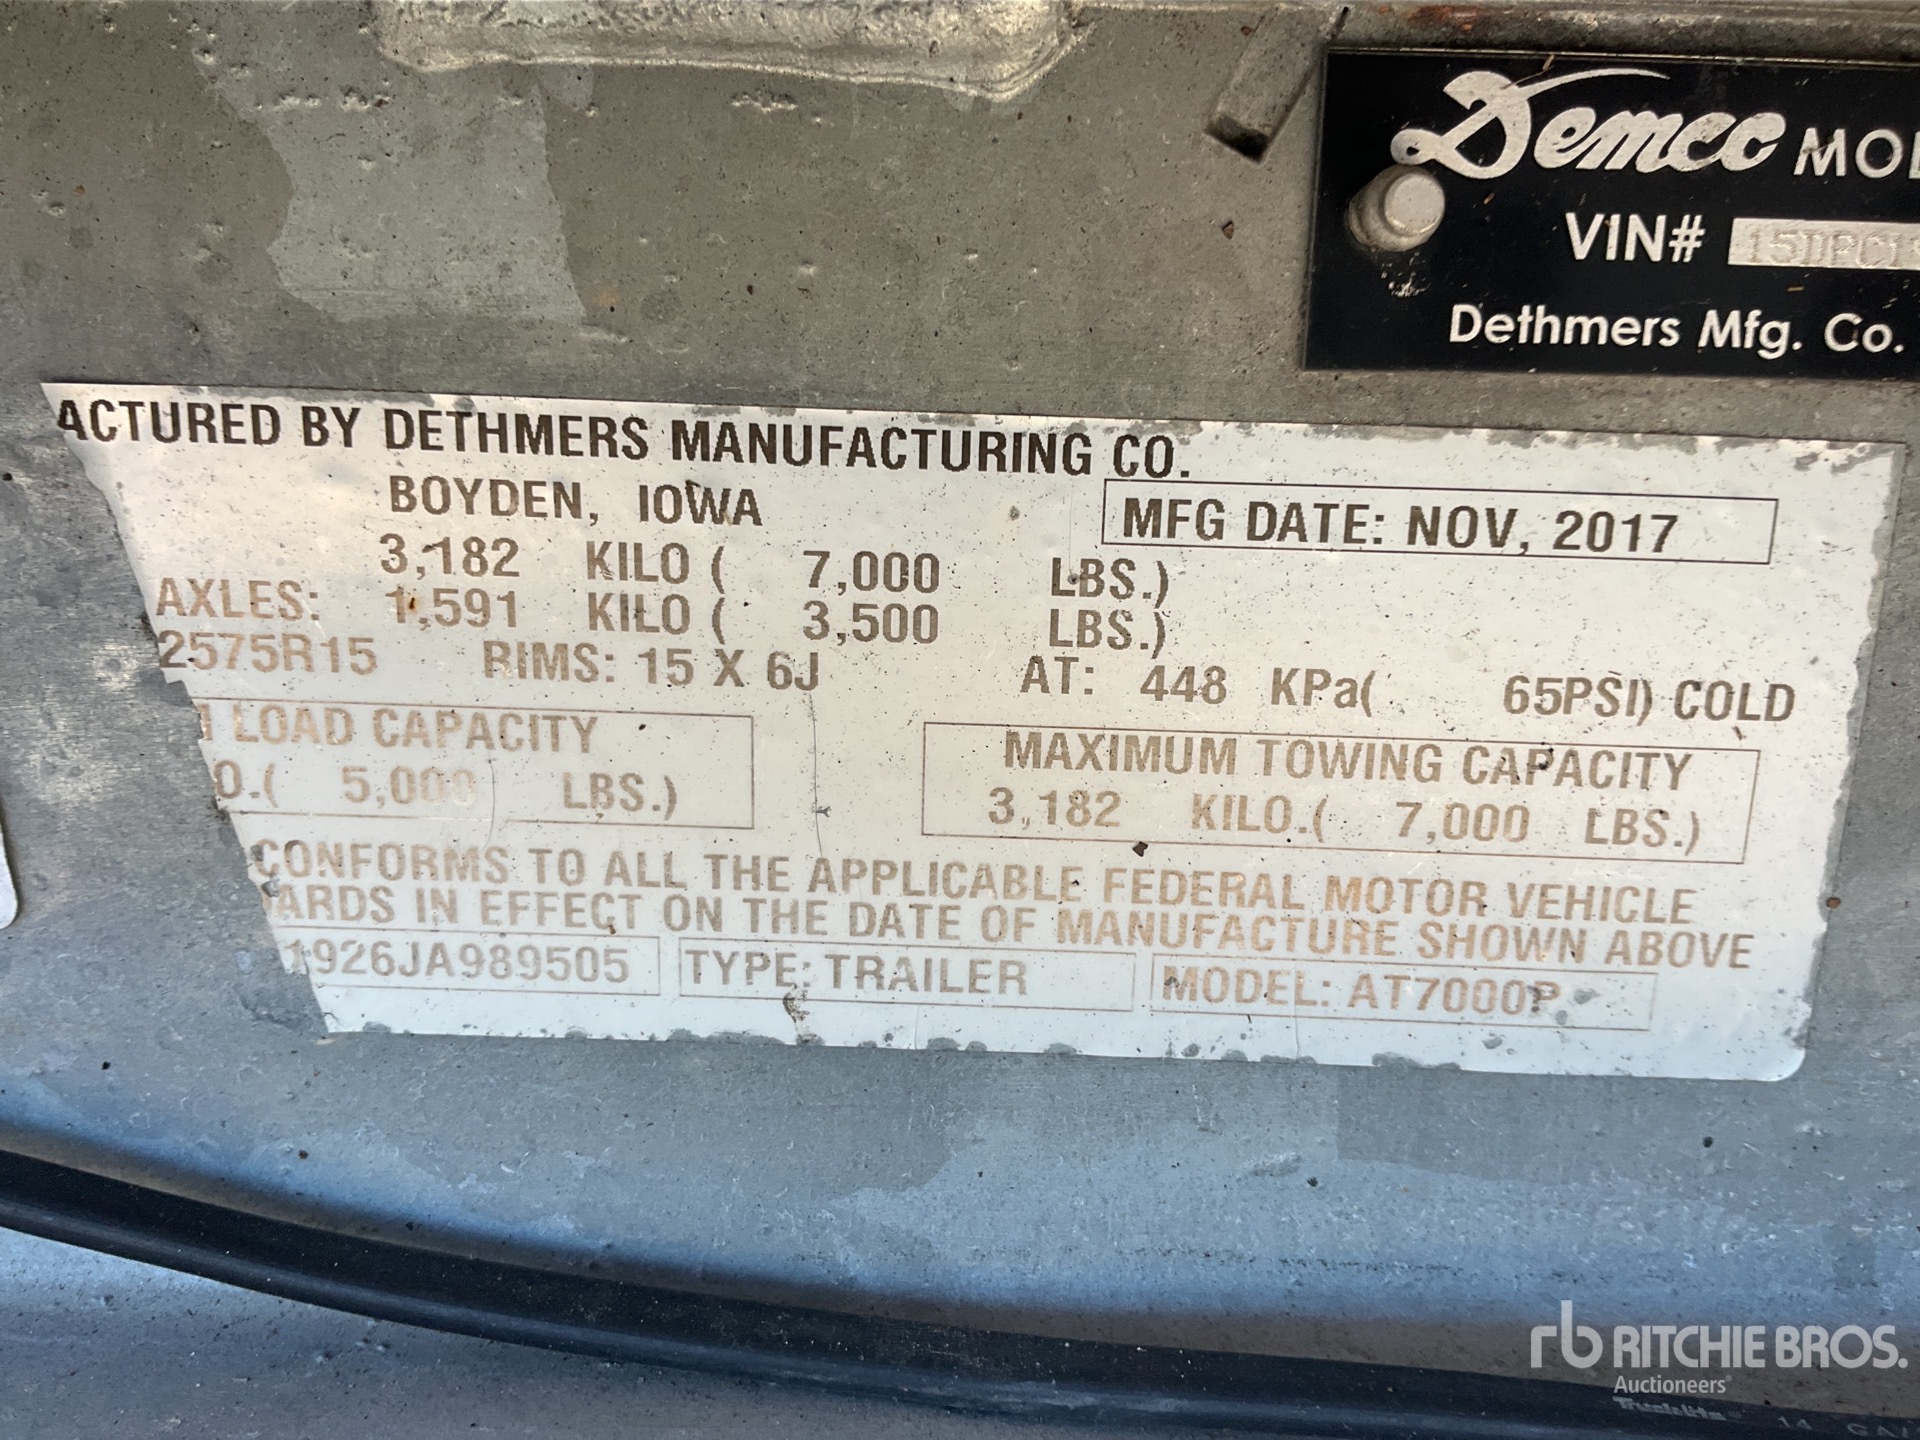 Demco MO
VIN# 15DPC1
Dethmers Mfg. Co.
ACTURED BY DETHMERS MANUFACTURING CO.
BOYDEN, IOWA
MFG DATE: NOV, 2017
3,182 KILO ( 7,000 LBS.)
AXLES: 1,591 KILO ( 3,500 LBS.)
2575R15 RIMS: 15 X 6J AT: 448 KPa( 65PSI) COLD
LOAD CAPACITY
O.( 5,000 LBS.)
MAXIMUM TOWING CAPACITY
3,182 KILO.( 7,000 LBS.)
CONFORMS TO ALL THE APPLICABLE FEDERAL MOTOR VEHICLE
ARDS IN EFFECT ON THE DATE OF MANUFACTURE SHOWN ABOVE
1926JA989505 TYPE: TRAILER MODEL: AT7000P
rb RITCHIE BROS.
Auctioneers